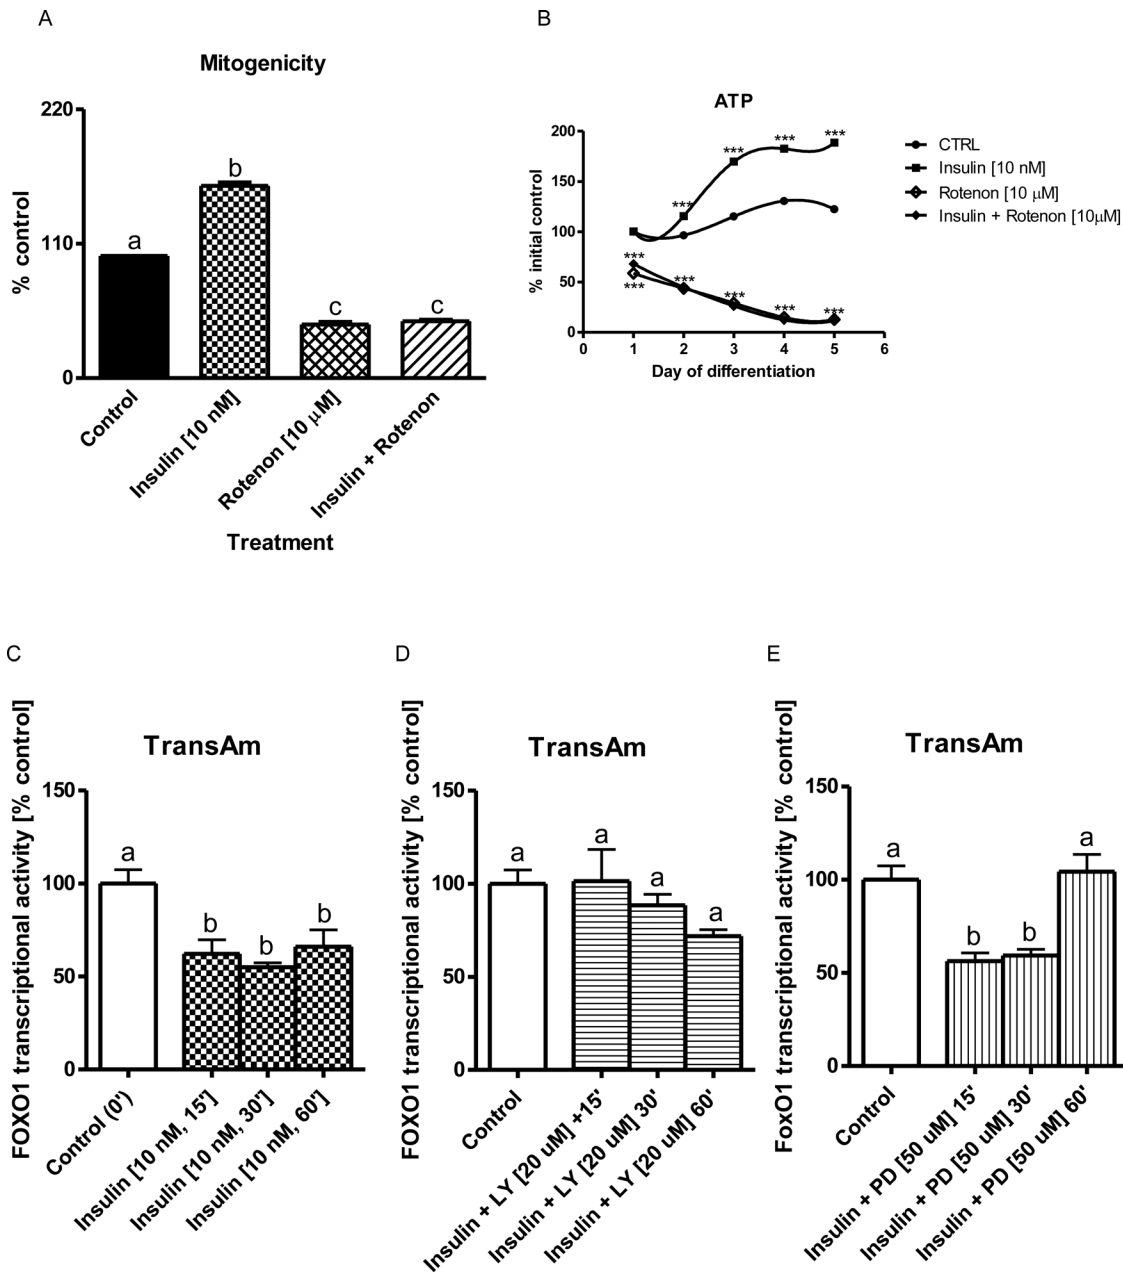 A
Mitogenicity
% control
220
110
0
a
b
c
c
Control
Insulin [10 nM]
Rotenon [10 μM]
Insulin + Rotenon
Treatment
B
ATP
% initial control
200
150
100
50
0
***
***
***
***
***
***
***
***
***
***
0
1
2
3
4
5
6
Day of differentiation
CTRL
Insulin [10 nM]
Rotenon [10 μM]
Insulin + Rotenon [10μM]
C
TransAm
FOXO1 transcriptional activity [% control]
150
100
50
0
a
b
b
b
Control (0')
Insulin [10 nM, 15']
Insulin [10 nM, 30']
Insulin [10 nM, 60']
D
TransAm
FOXO1 transcriptional activity [% control]
150
100
50
0
a
a
a
a
Control
Insulin + LY [20 uM] +15'
Insulin + LY [20 uM] 30'
Insulin + LY [20 uM] 60'
E
TransAm
FoxO1 transcriptional activity [% control]
150
100
50
0
a
b
b
a
Control
Insulin + PD [50 uM] 15'
Insulin + PD [50 uM] 30'
Insulin + PD [50 uM] 60'